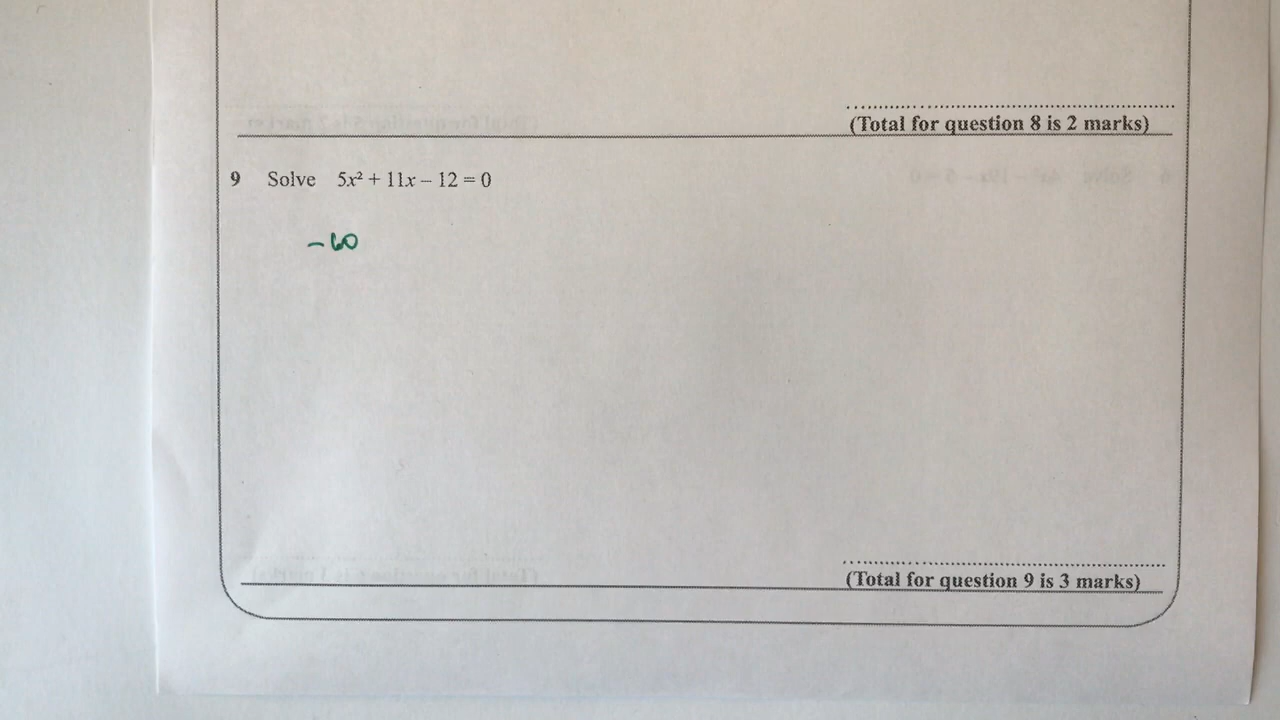 (Total for question 8 is 2 marks)
9 Solve 5x² + 11x – 12 = 0
-60
(Total for question 9 is 3 marks)